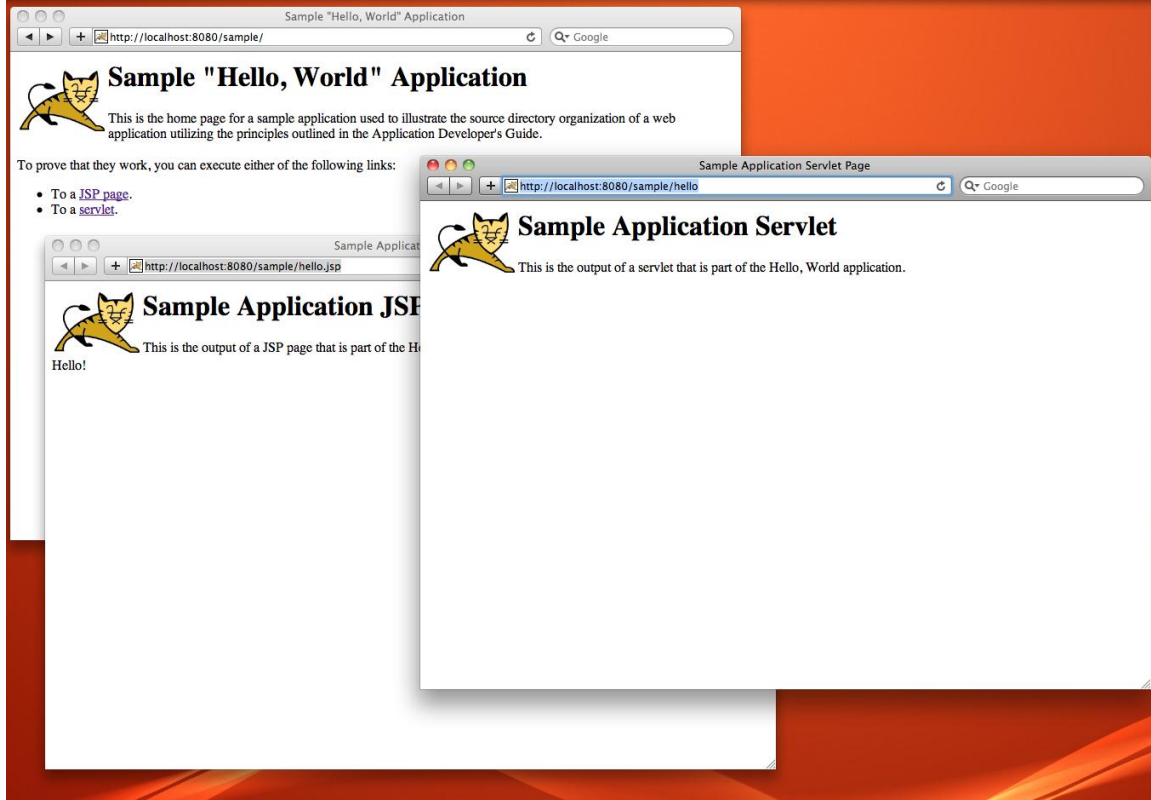 Sample "Hello, World" Application
http://localhost:8080/sample/
Google
Sample "Hello, World" Application
This is the home page for a sample application used to illustrate the source directory organization of a web
application utilizing the principles outlined in the Application Developer's Guide.
To prove that they work, you can execute either of the following links:
To a JSP page.
To a servlet.
Sample
http://localhost:8080/sample/hello.jsp
Sample Application JSP
This is the output of a JSP page that is part of the
Hello!
Sample Application Servlet Page
http://localhost:8080/sample/hello
Google
Sample Application Servlet
This is the output of a servlet that is part of the Hello, World application.